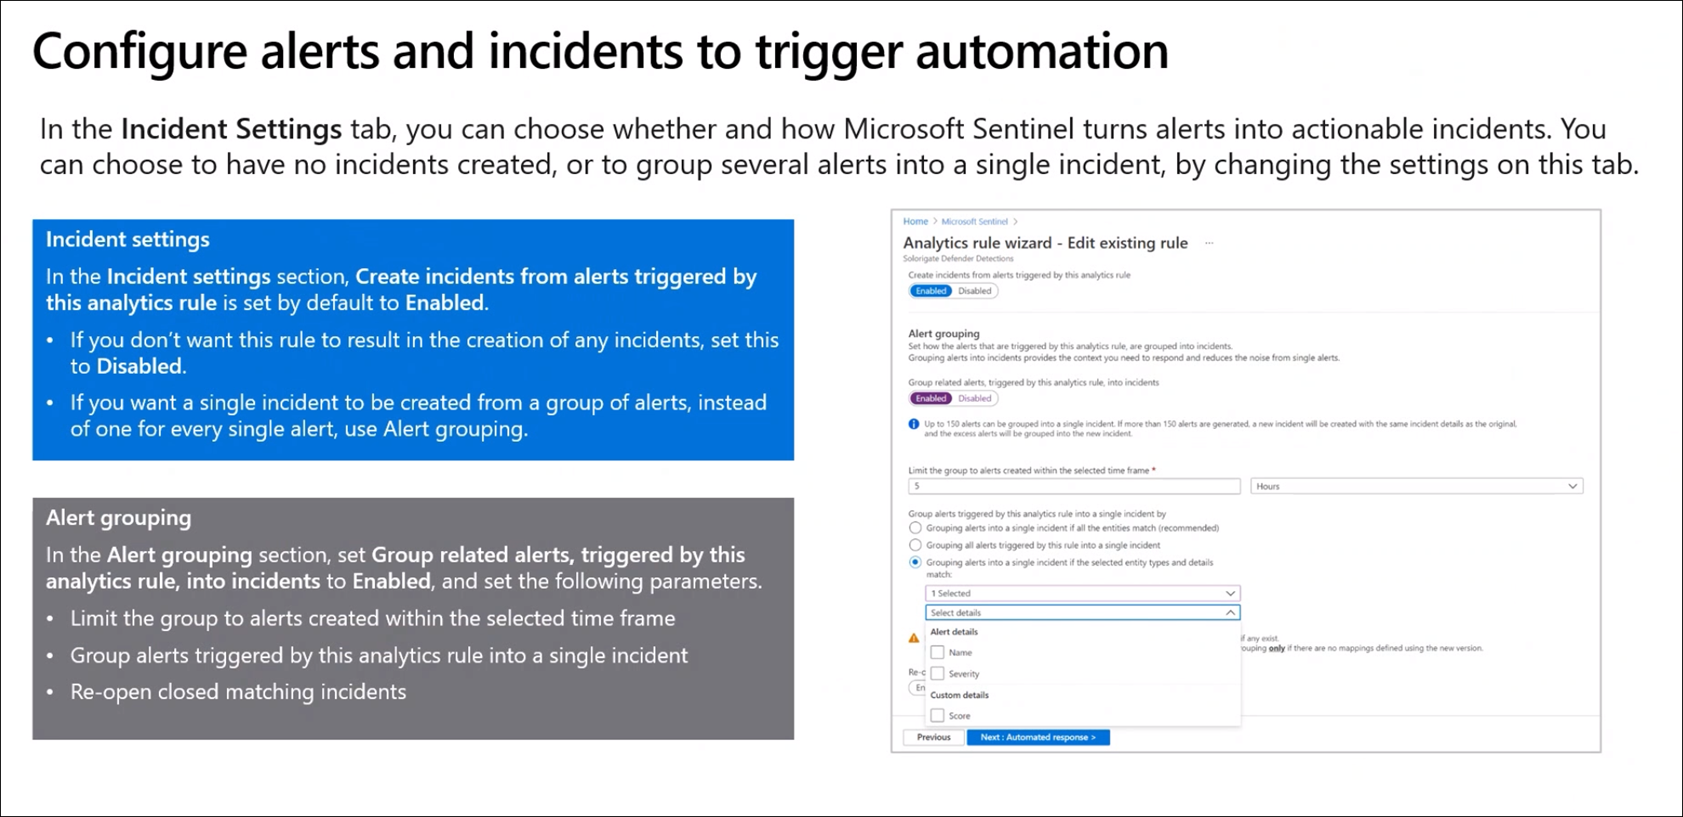 Configure alerts and incidents to trigger automation
In the Incident Settings tab, you can choose whether and how Microsoft Sentinel turns alerts into actionable incidents. You
can choose to have no incidents created, or to group several alerts into a single incident, by changing the settings on this tab.
Incident settings
In the Incident settings section, Create incidents from alerts triggered by
this analytics rule is set by default to Enabled.
• If you don't want this rule to result in the creation of any incidents, set this
to Disabled.
• If you want a single incident to be created from a group of alerts, instead
of one for every single alert, use Alert grouping.
Alert grouping
In the Alert grouping section, set Group related alerts, triggered by this
analytics rule, into incidents to Enabled, and set the following parameters.
• Limit the group to alerts created within the selected time frame
• Group alerts triggered by this analytics rule into a single incident
• Re-open closed matching incidents
Home > Microsoft Sentinel >
Analytics rule wizard - Edit existing rule ...
Solorigate Defender Detections
Create incidents from alerts triggered by this analytics rule
Enabled Disabled
Alert grouping
Set how the alerts that are triggered by this analytics rule, are grouped into incidents.
Grouping alerts into incidents provides the context you need to respond and reduces the noise from single alerts.
Group related alerts, triggered by this analytics rule, into incidents
Enabled Disabled
Up to 150 alerts can be grouped into a single incident. If more than 150 alerts are generated, a new incident will be created with the same incident details as the original,
and the excess alerts will be grouped into the new incident.
Limit the group to alerts created within the selected time frame *
5 Hours
Group alerts triggered by this analytics rule into a single incident by
Grouping alerts into a single incident if all the entities match (recommended)
Grouping all alerts triggered by this rule into a single incident
Grouping alerts into a single incident if the selected entity types and details
match:
1 Selected
Select details
Alert details
if any exist.
Name
ouping only if there are no mappings defined using the new version.
Re-c
Severity
En
Custom details
Score
Previous
Next : Automated response >